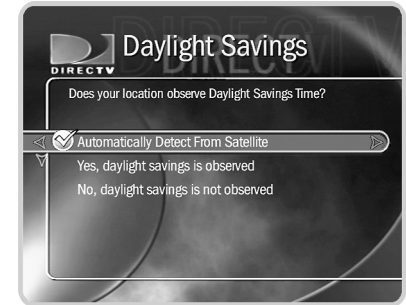 DIRECTV
Daylight Savings
DIRECTV
Does your location observe Daylight Savings Time?
Automatically Detect From Satellite
Yes, daylight savings is observed
No, daylight savings is not observed